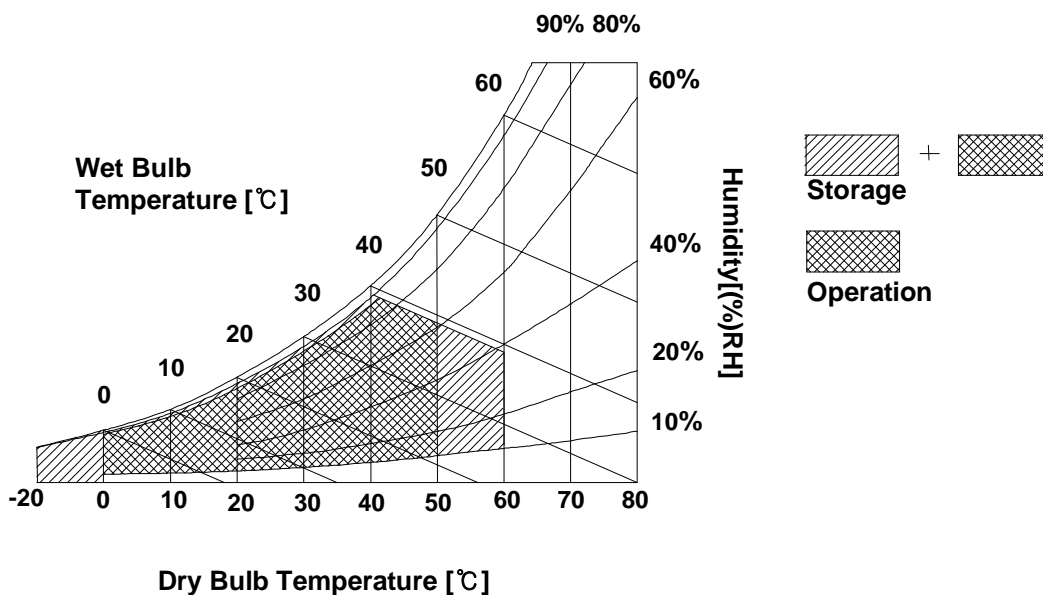 90% 80%
60
60%
Wet Bulb
Temperature [℃]
50
40
40%
30
20
10
0
Humidity[(%)RH]
20%
10%
-20 0 10 20 30 40 50 60 70 80
Dry Bulb Temperature [℃]
+
Storage
Operation